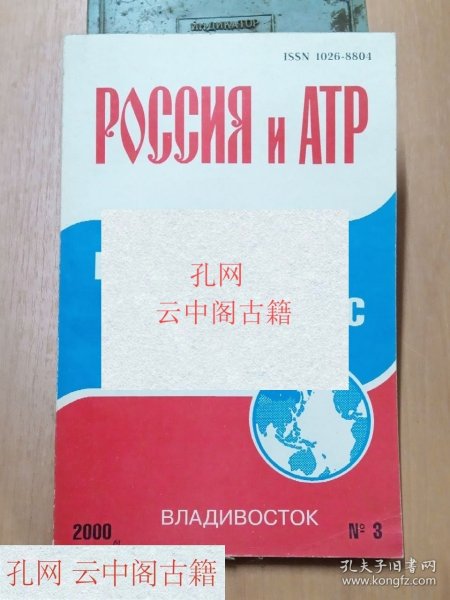 ИНДИКАТОР
ISSN 1026-8804
РОССИЯ и АТР
孔网
云中阁古籍
С
ВЛАДИВОСТОК
2000
№ 3
孔网 云中阁古籍
孔夫子旧书网
www.kongfz.com